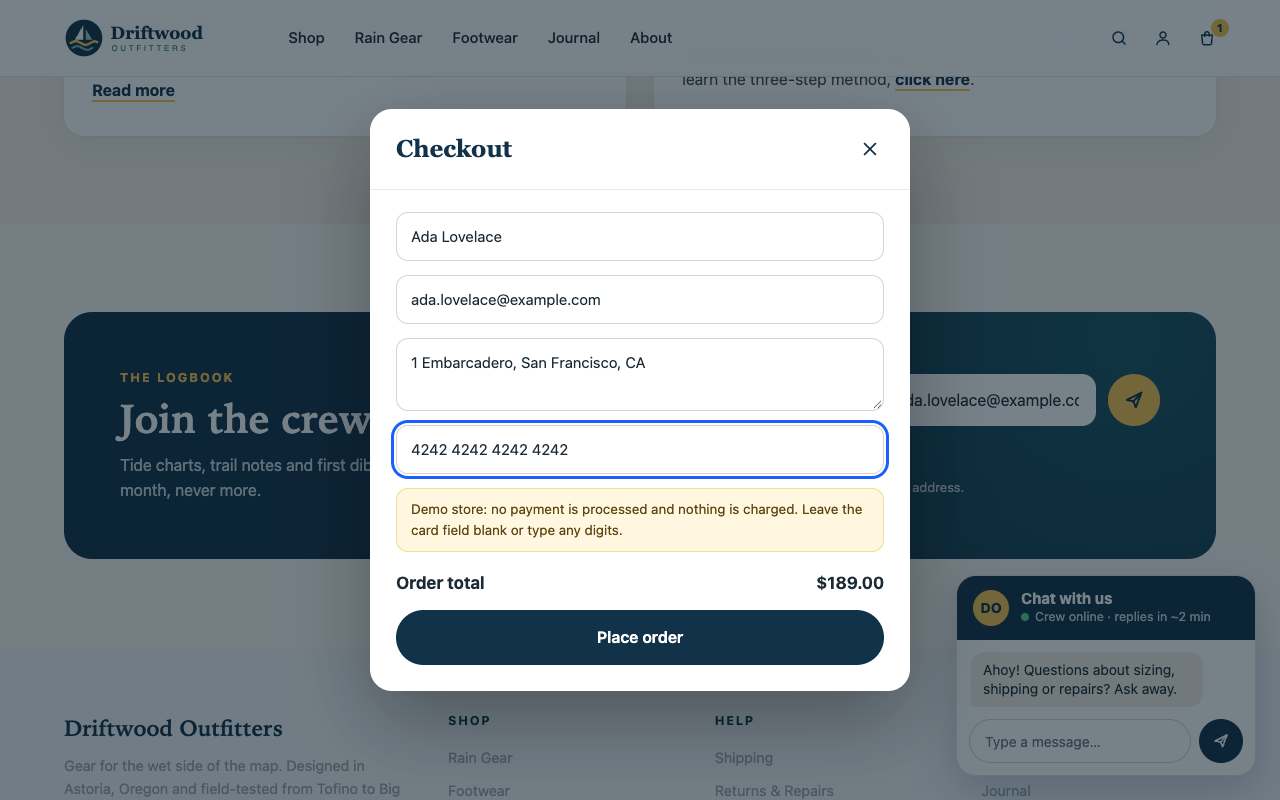 Driftwood
OUTFITTERS
Shop
Rain Gear
Footwear
Journal
About
1
Read more
learn the three-step method, click here.
Checkout
Ada Lovelace
ada.lovelace@example.com
1 Embarcadero, San Francisco, CA
4242 4242 4242 4242
Demo store: no payment is processed and nothing is charged. Leave the
card field blank or type any digits.
Order total
$189.00
Place order
THE LOGBOOK
Join the crew
Tide charts, trail notes and first
month, never more.
address.
DO
Chat with us
Crew online · replies in ~2 min
Ahoy! Questions about sizing,
shipping or repairs? Ask away.
Type a message...
Driftwood Outfitters
Gear for the wet side of the map. Designed in
Astoria, Oregon and field-tested from Tofino to Big
SHOP
Rain Gear
Footwear
HELP
Shipping
Returns & Repairs
Journal